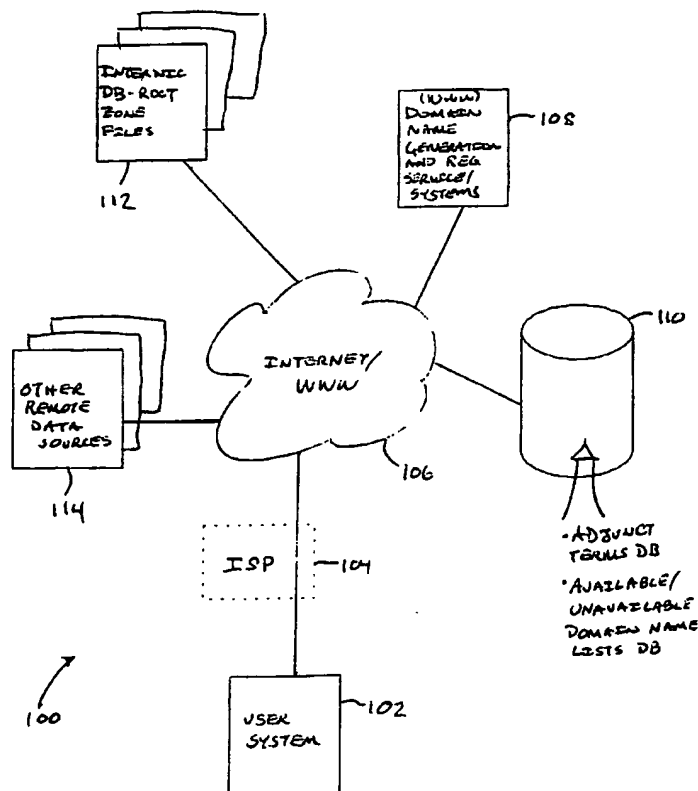 INTERNIC
DB-ROOT
ZONE
FILES
112
(WWW)
DOMAIN
NAME
GENERATION
AND REG
SERVICE/
SYSTEMS
108
110
INTERNET/
WWW
106
OTHER
REMOTE
DATA
SOURCES
114
• ADJUNCT
TERMS DB
• AVAILABLE/
UNAVAILABLE
DOMAIN NAME
LISTS DB
ISP
104
100
USER
SYSTEM
102